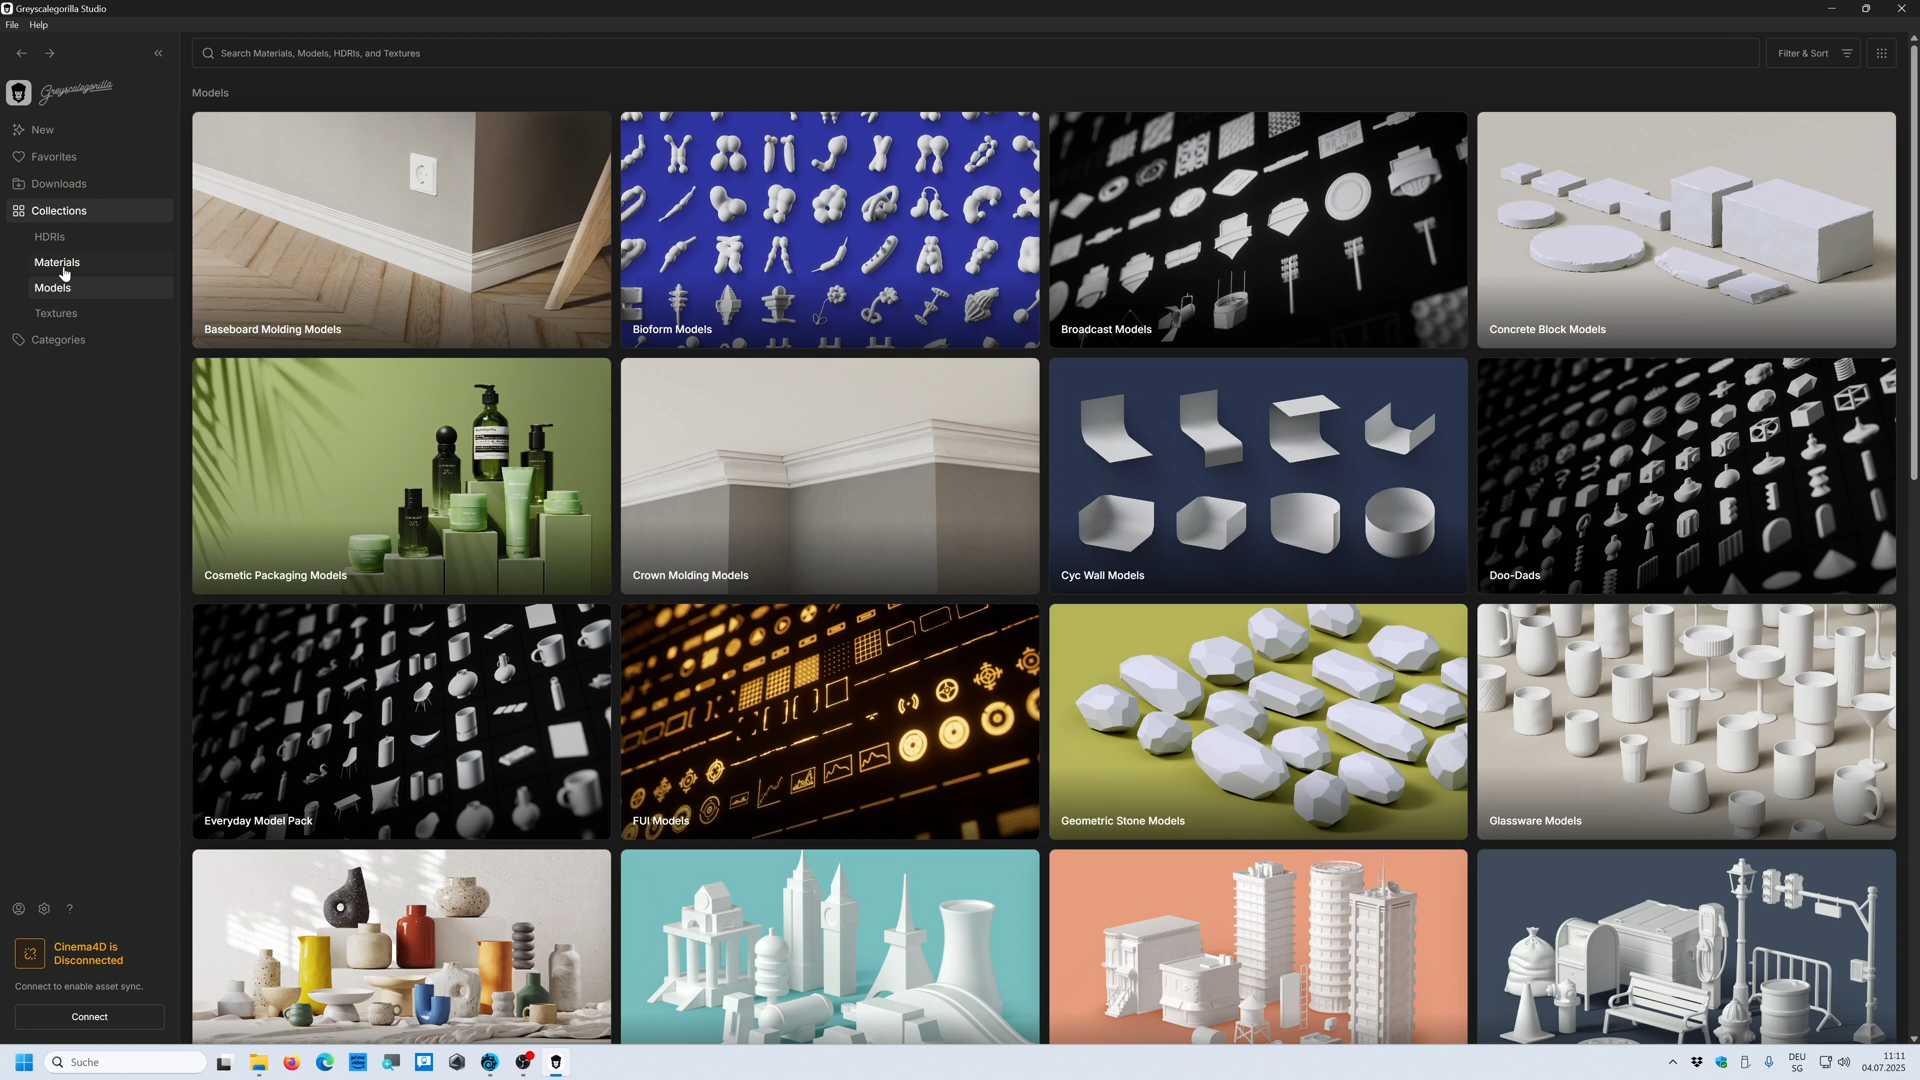 Greyscalegorilla Studio
File Help
Search Materials, Models, HDRIs, and Textures
Filter & Sort
Greyscalegorilla
New
Favorites
Downloads
Collections
HDRIs
Materials
Models
Textures
Categories
Models
Baseboard Molding Models
Bioform Models
Broadcast Models
Concrete Block Models
Cosmetic Packaging Models
Crown Molding Models
Cyc Wall Models
Doo-Dads
Everyday Model Pack
FUI Models
Geometric Stone Models
Glassware Models
?
Cinema4D is
Disconnected
Connect to enable asset sync.
Connect
Suche
DEU
SG
11:11
04.07.2025